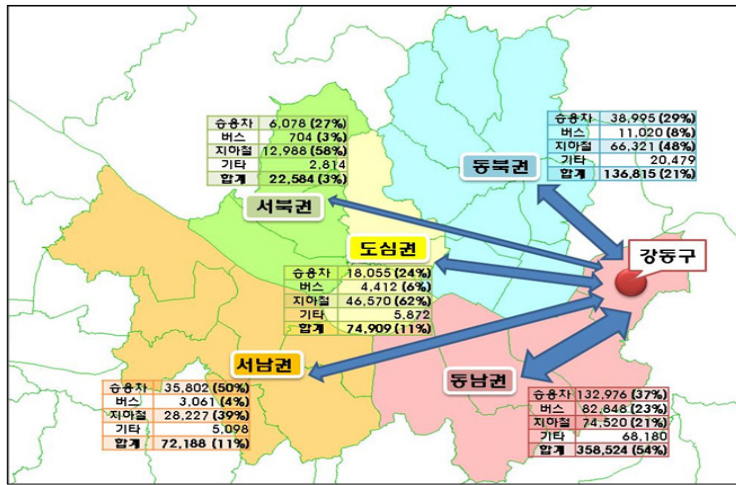 승용차 6,078 (27%)
버스 704 (3%)
지하철 12,988 (58%)
기타 2,814
합계 22,584 (3%)
서북권
승용차 38,995 (29%)
버스 11,020 (8%)
지하철 66,321 (48%)
기타 20,479
합계 136,815 (21%)
동북권
강동구
도심권
승용차 18,055 (24%)
버스 4,412 (6%)
지하철 46,570 (62%)
기타 5,872
합계 74,909 (11%)
서남권
승용차 35,802 (50%)
버스 3,061 (4%)
지하철 28,227 (39%)
기타 5,098
합계 72,188 (11%)
동남권
승용차 132,976 (37%)
버스 82,848 (23%)
지하철 74,520 (21%)
기타 68,180
합계 358,524 (54%)